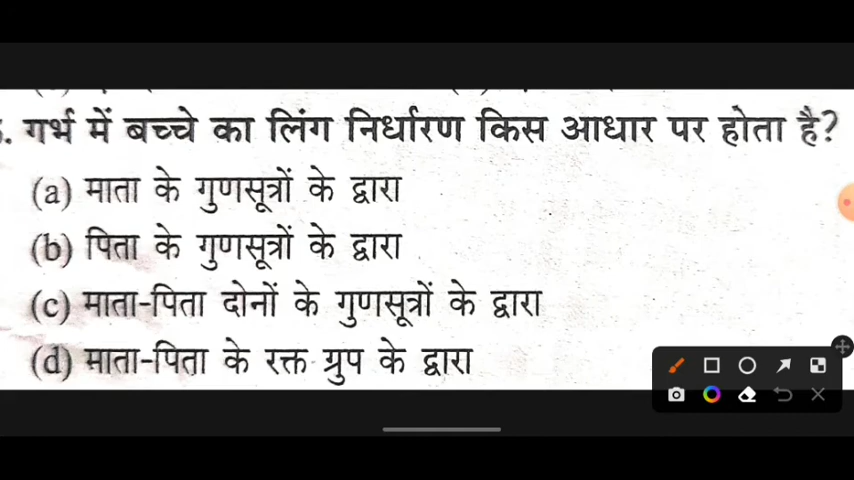 . गर्भ में बच्चे का लिंग निर्धारण किस आधार पर होता है?
(a) माता के गुणसूत्रों के द्वारा
(b) पिता के गुणसूत्रों के द्वारा
(c) माता-पिता दोनों के गुणसूत्रों के द्वारा
(d) माता-पिता के रक्त ग्रुप के द्वारा